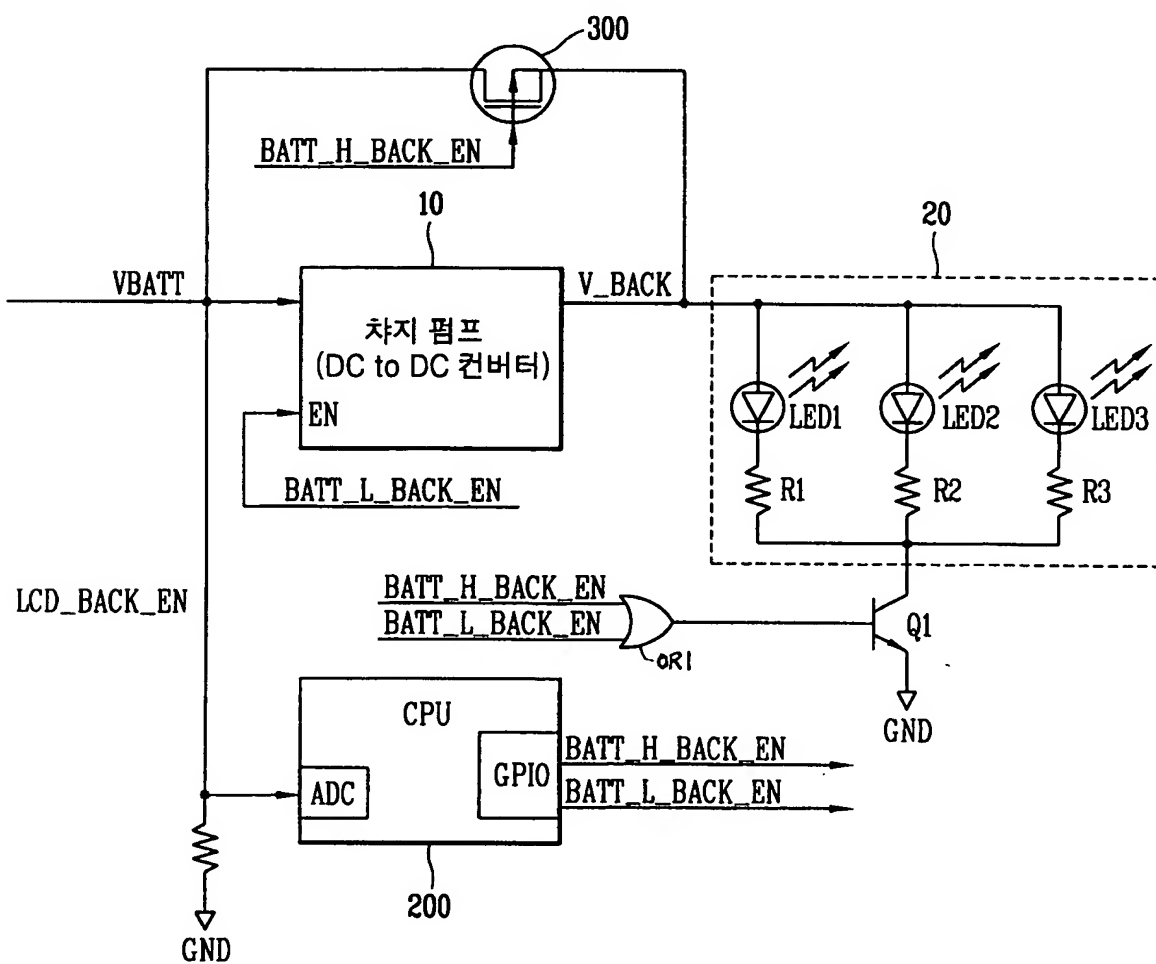 300
BATT_H_BACK_EN
10
20
VBATT
V_BACK
챠지 펌프
(DC to DC 컨버터)
EN
LED1
LED2
LED3
BATT_L_BACK_EN
R1
R2
R3
LCD_BACK_EN
BATT_H_BACK_EN
BATT_L_BACK_EN
OR1
Q1
GND
CPU
ADC
GPIO
BATT_H_BACK_EN
BATT_L_BACK_EN
200
GND